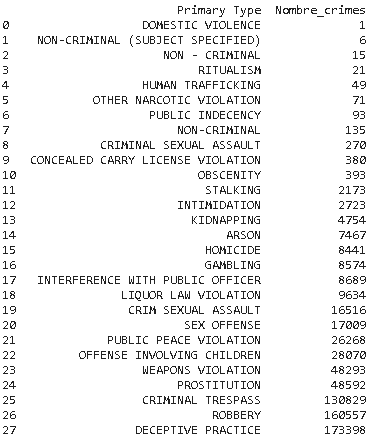 Primary Type Nombre_crimes
0 DOMESTIC VIOLENCE 1
1 NON-CRIMINAL (SUBJECT SPECIFIED) 6
2 NON - CRIMINAL 15
3 RITUALISM 21
4 HUMAN TRAFFICKING 49
5 OTHER NARCOTIC VIOLATION 71
6 PUBLIC INDECENCY 93
7 NON-CRIMINAL 135
8 CRIMINAL SEXUAL ASSAULT 270
9 CONCEALED CARRY LICENSE VIOLATION 380
10 OBSCENITY 393
11 STALKING 2173
12 INTIMIDATION 2723
13 KIDNAPPING 4754
14 ARSON 7467
15 HOMICIDE 8441
16 GAMBLING 8574
17 INTERFERENCE WITH PUBLIC OFFICER 8689
18 LIQUOR LAW VIOLATION 9634
19 CRIM SEXUAL ASSAULT 16516
20 SEX OFFENSE 17009
21 PUBLIC PEACE VIOLATION 26268
22 OFFENSE INVOLVING CHILDREN 28070
23 WEAPONS VIOLATION 48293
24 PROSTITUTION 48592
25 CRIMINAL TRESPASS 130829
26 ROBBERY 160557
27 DECEPTIVE PRACTICE 173398